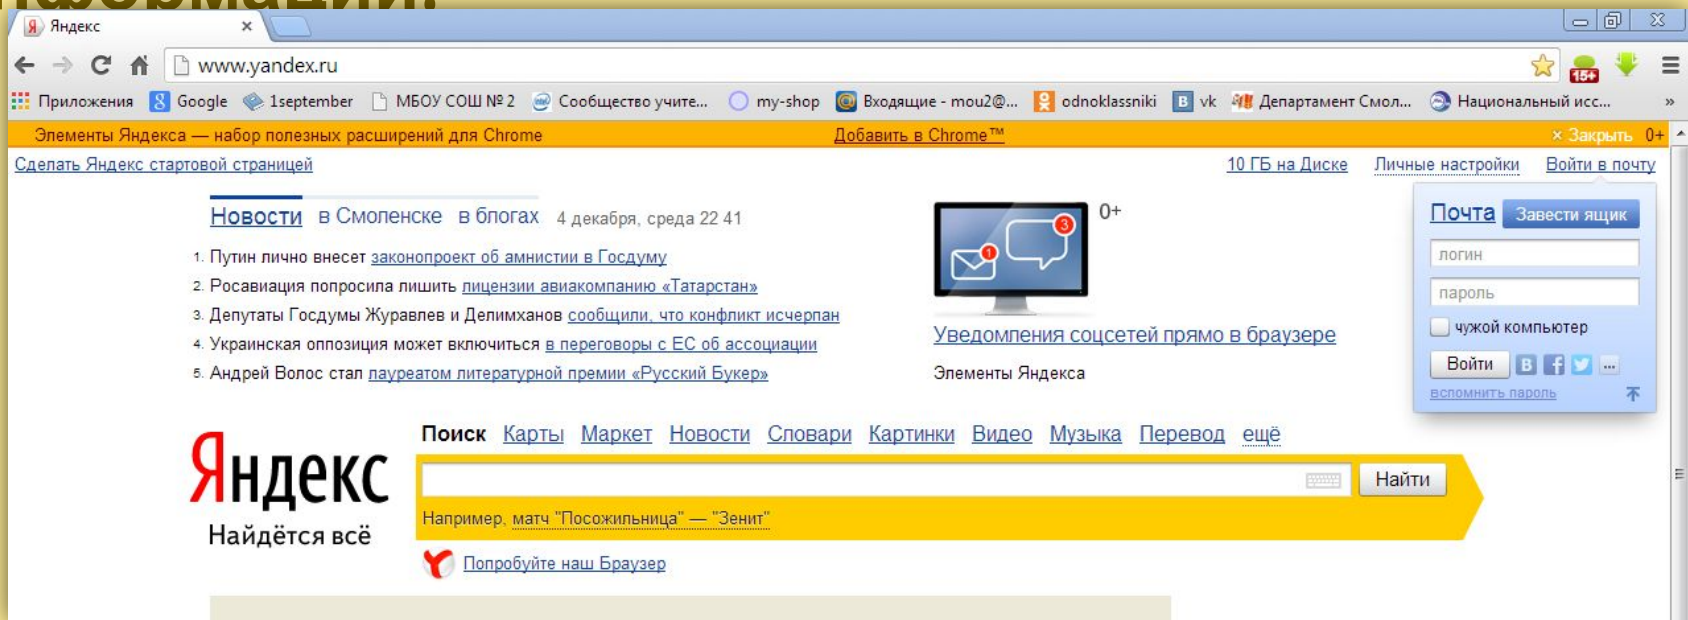 Яндекс
www.yandex.ru
Приложения Google 1september МБОУ СОШ № 2 Сообщество учите... my-shop Входящие - mou2@... odnoklassniki vk Департамент Смол... Национальный исс... »
15+
Элементы Яндекса — набор полезных расширений для Chrome Добавить в Chrome™ × Закрыть 0+
Сделать Яндекс стартовой страницей 10 ГБ на Диске Личные настройки Войти в почту
Новости в Смоленске в блогах 4 декабря, среда 22 41
1. Путин лично внесет законопроект об амнистии в Госдуму
2. Росавиация попросила лишить лицензии авиакомпанию «Татарстан»
3. Депутаты Госдумы Журавлев и Делимханов сообщили, что конфликт исчерпан
4. Украинская оппозиция может включиться в переговоры с ЕС об ассоциации
5. Андрей Волос стал лауреатом литературной премии «Русский Букер»
3
1
0+
Уведомления соцсетей прямо в браузере
Элементы Яндекса
Почта Завести ящик
логин
пароль
чужой компьютер
Войти
вспомнить пароль
Поиск Карты Маркет Новости Словари Картинки Видео Музыка Перевод ещё
Яндекс
Найдётся всё
Найти
Например, матч "Посожильница" — "Зенит"
Попробуйте наш Браузер